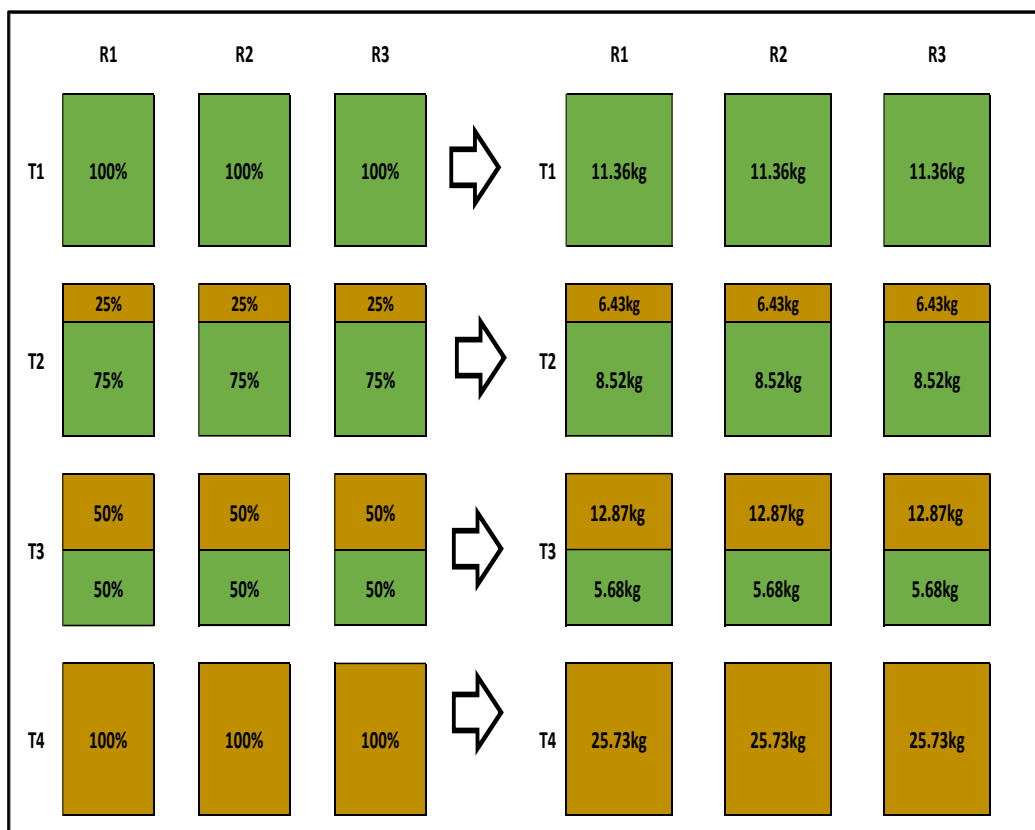 R1 R2 R3 R1 R2 R3
T1 100% 100% 100% T1 11.36kg 11.36kg 11.36kg
25% 25% 25% 6.43kg 6.43kg 6.43kg
T2 T2
75% 75% 75% 8.52kg 8.52kg 8.52kg
50% 50% 50% 12.87kg 12.87kg 12.87kg
T3 T3
50% 50% 50% 5.68kg 5.68kg 5.68kg
T4 100% 100% 100% T4 25.73kg 25.73kg 25.73kg